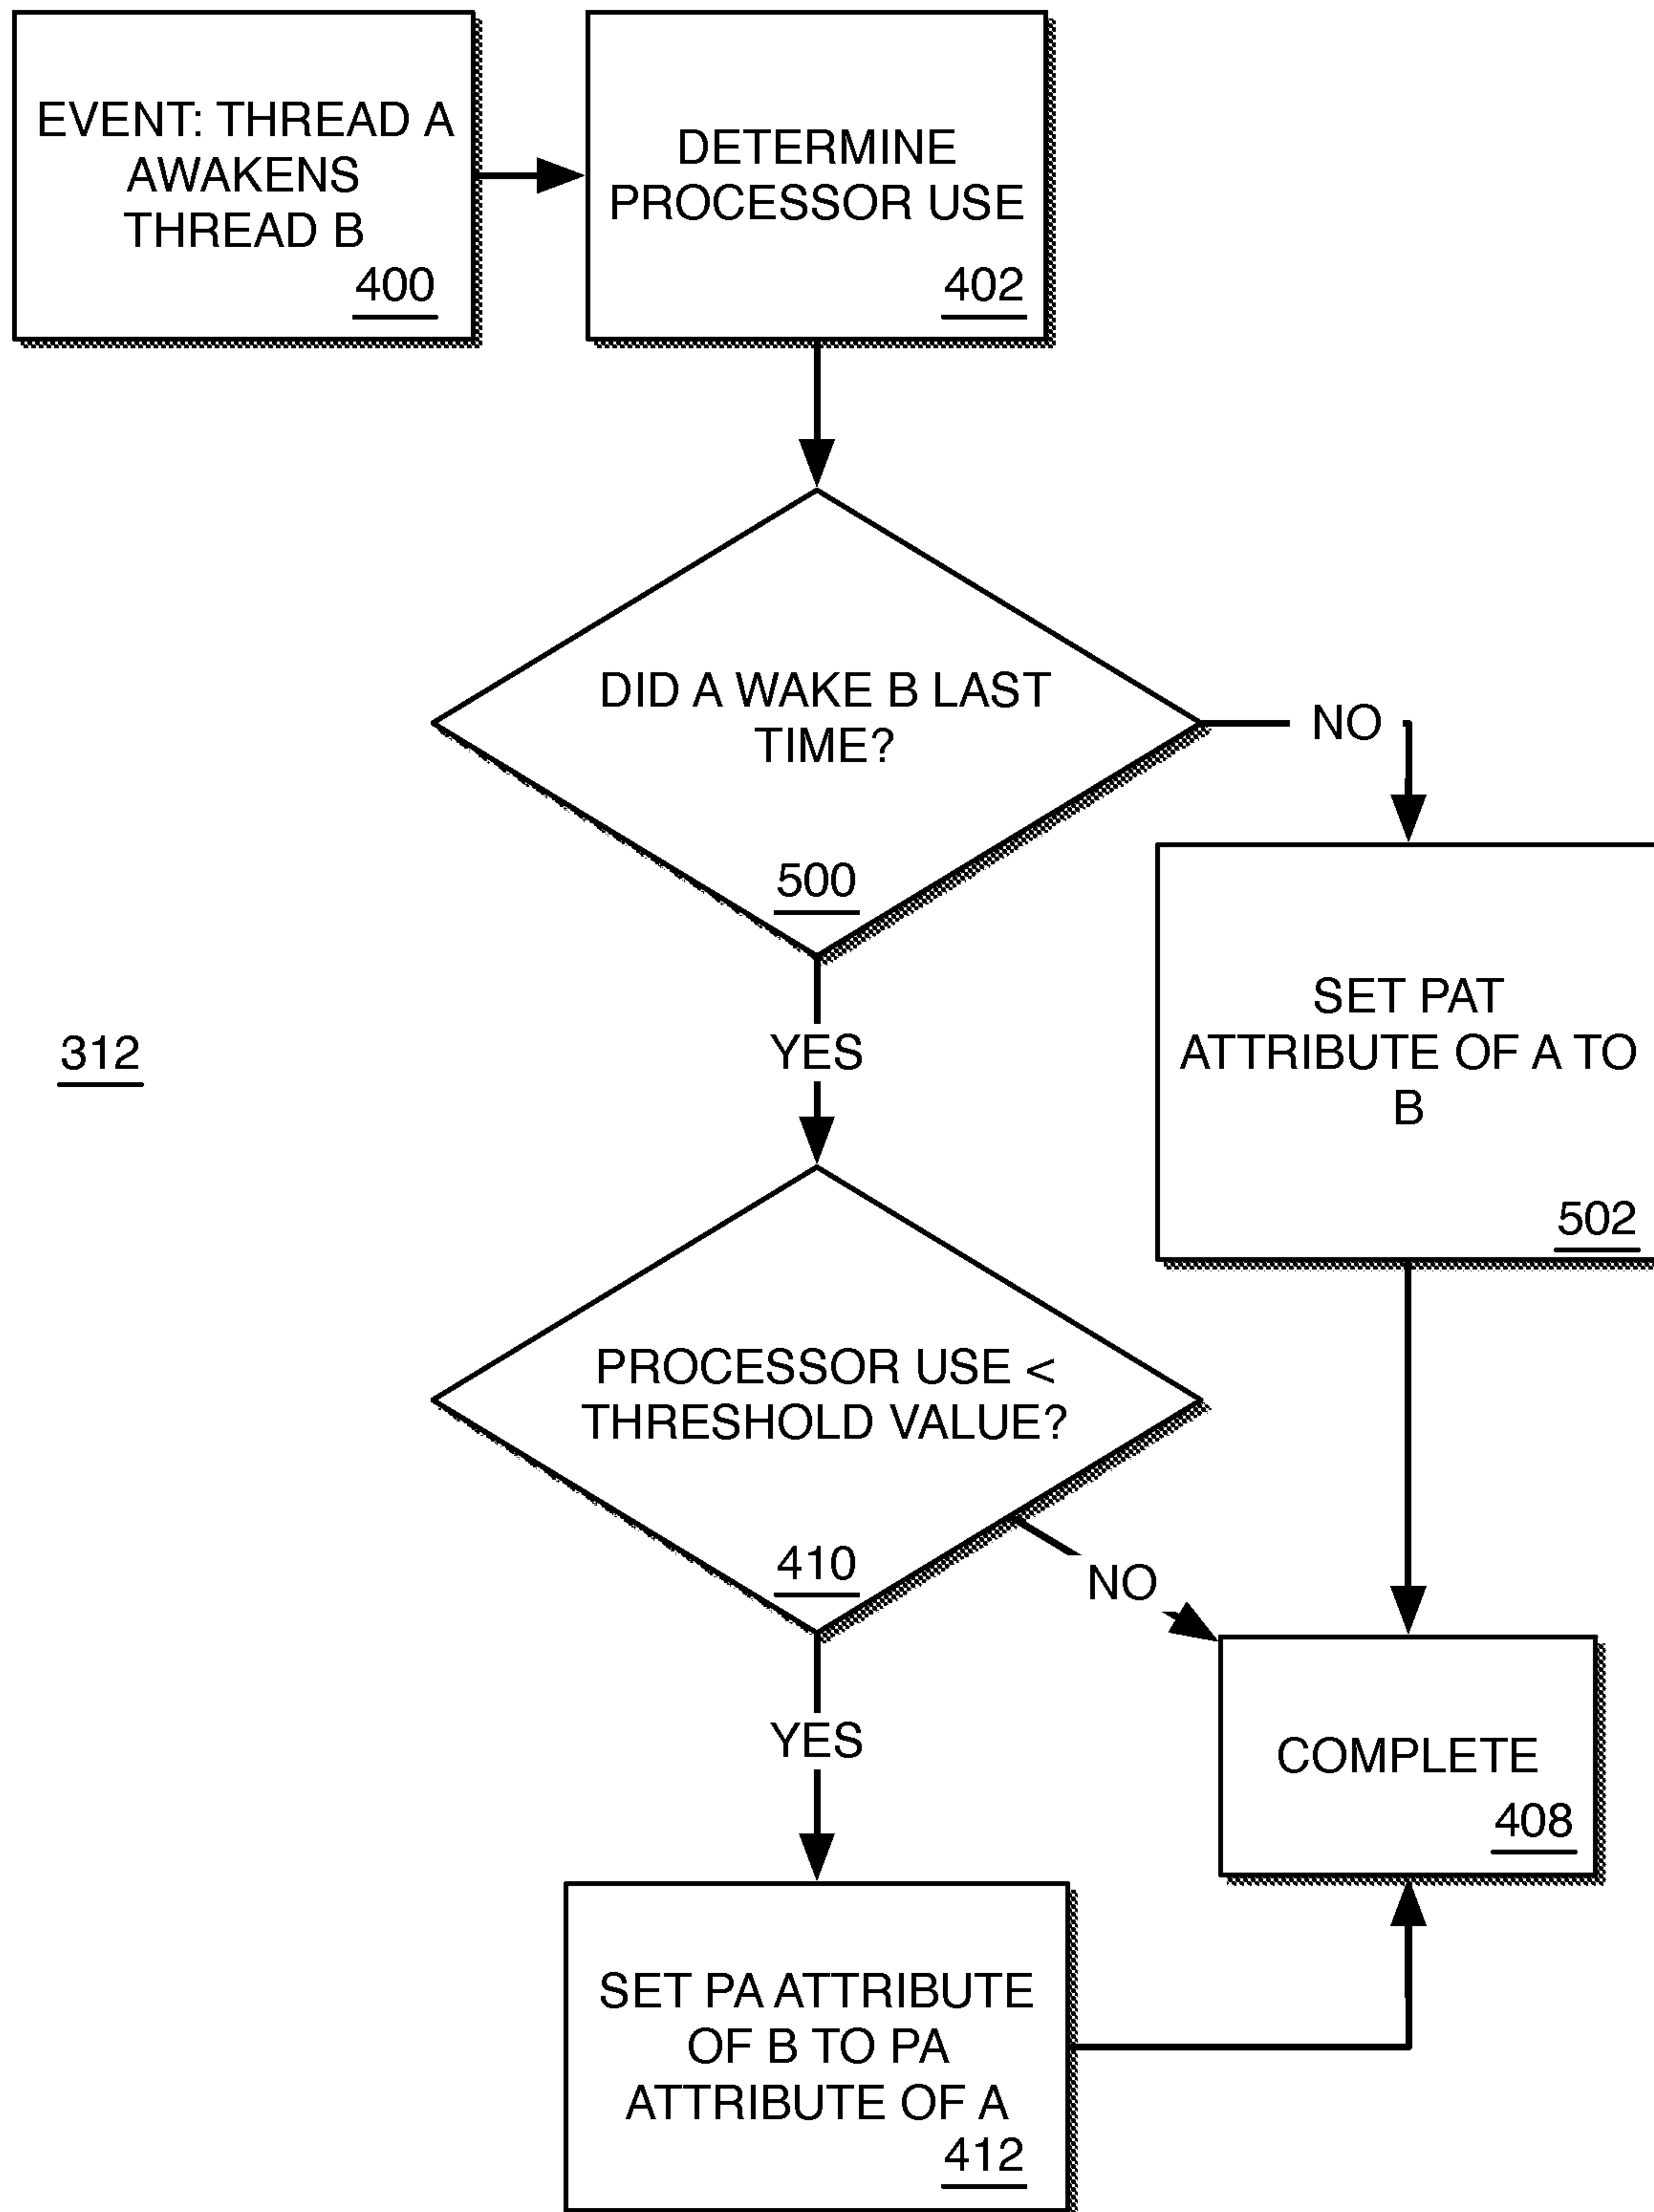 EVENT: THREAD A
AWAKENS
THREAD B
400
DETERMINE
PROCESSOR USE
402
DID A WAKE B LAST
TIME?
500
NO
YES
SET PAT
ATTRIBUTE OF A TO
B
502
312
PROCESSOR USE <
THRESHOLD VALUE?
410
NO
YES
COMPLETE
408
SET PA ATTRIBUTE
OF B TO PA
ATTRIBUTE OF A
412